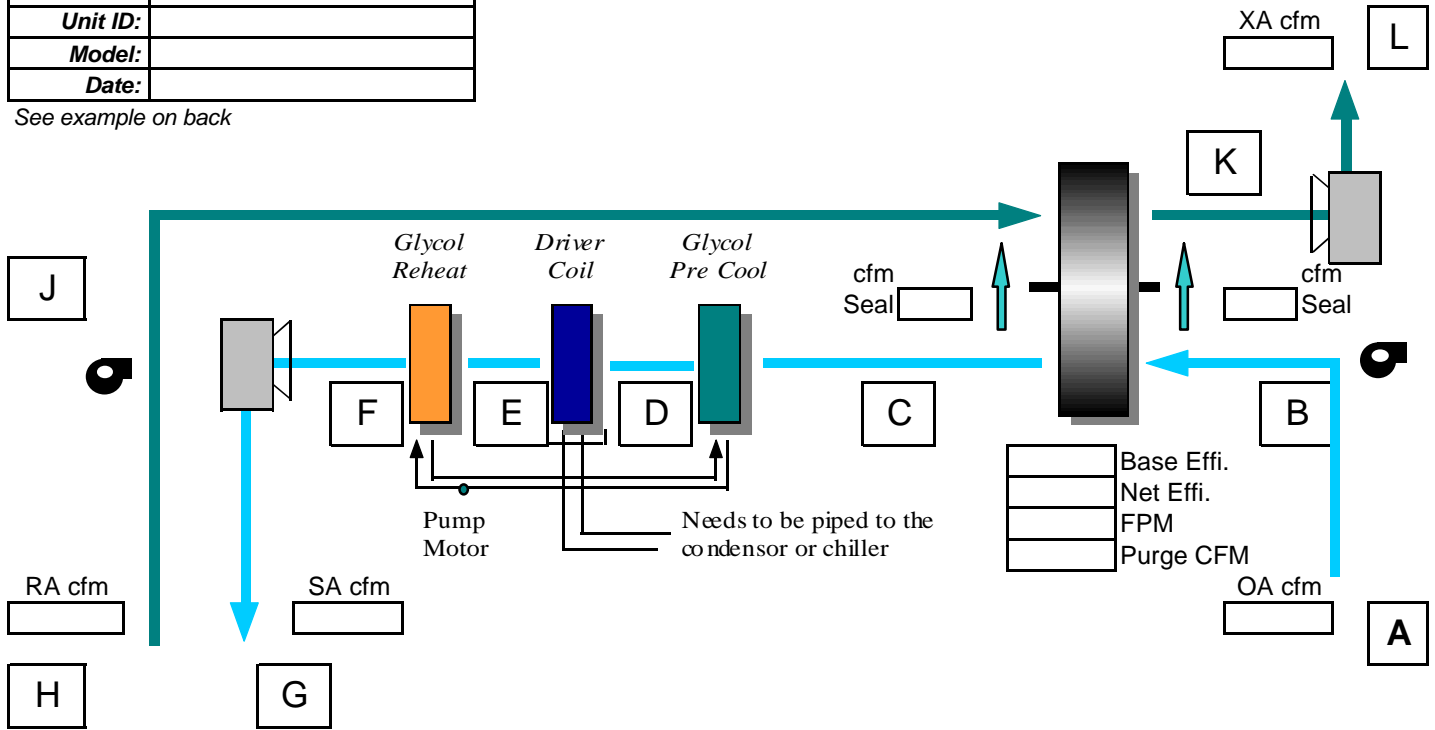 Unit ID:
Model:
Date:
See example on back
XA cfm
L
K
J
Glycol
Reheat
Driver
Coil
Glycol
Pre Cool
cfm
Seal
cfm
Seal
F
E
D
C
B
Base Effi.
Net Effi.
FPM
Purge CFM
Pump
Motor
Needs to be piped to the
condensor or chiller
RA cfm
SA cfm
OA cfm
A
H
G